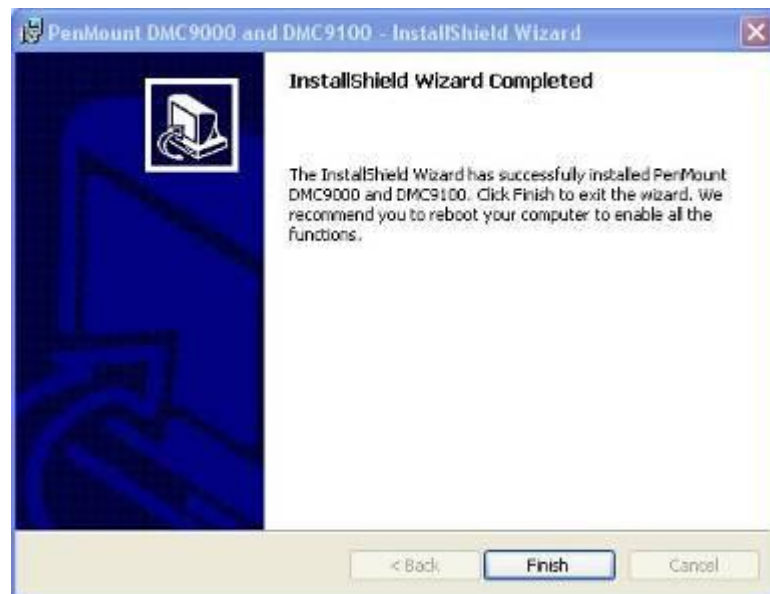 PenMount DMC9000 and DMC9100 - InstallShield Wizard
InstallShield Wizard Completed
The InstallShield Wizard has successfully installed PenMount
DMC9000 and DMC9100. Click Finish to exit the wizard. We
recommend you to reboot your computer to enable all the
functions.
< Back
Finish
Cancel